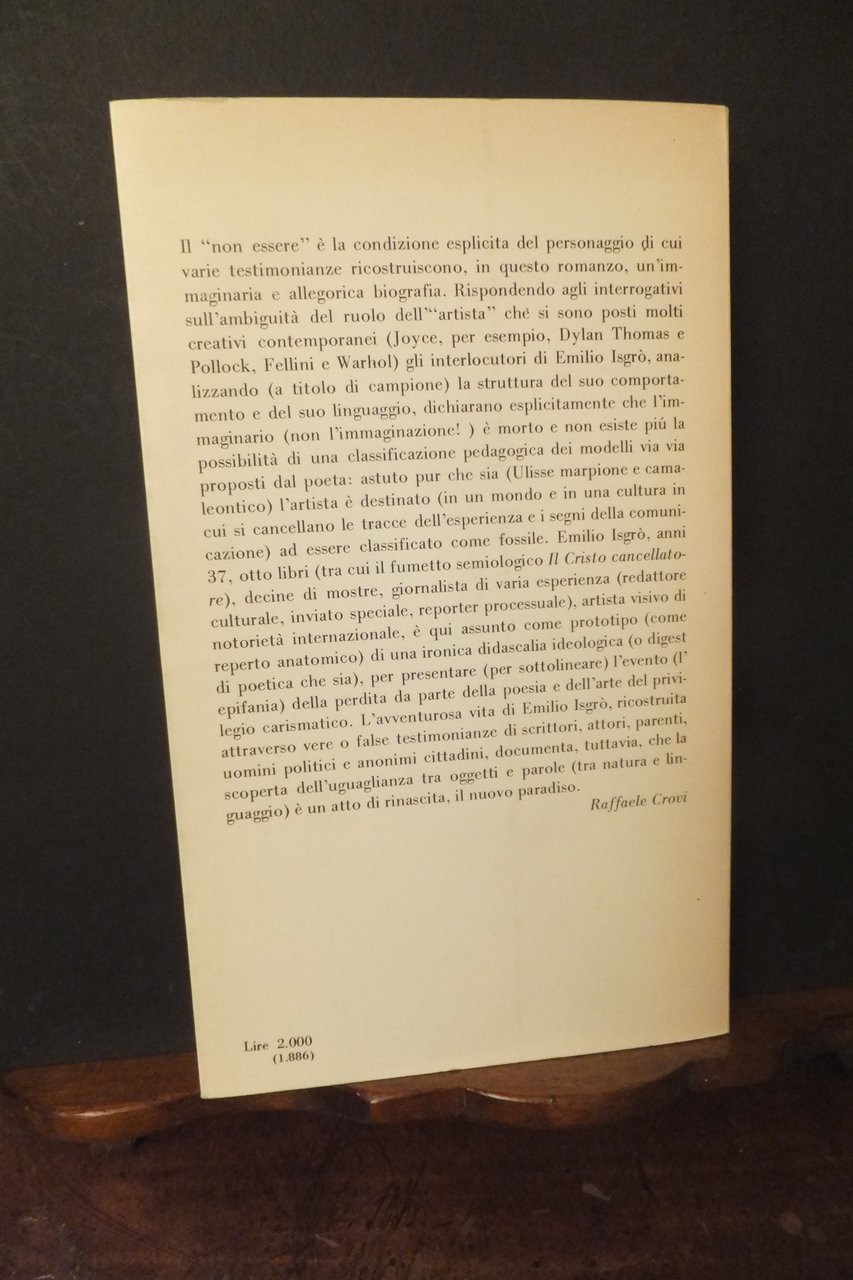 Il “non essere” è la condizione esplicita del personaggio di cui
varie testimonianze ricostruiscono, in questo romanzo, un'im-
maginaria e allegorica biografia. Rispondendo agli interrogativi
sull'ambiguità del ruolo dell'“artista” che si sono posti molti
creativi contemporanei (Joyce, per esempio, Dylan Thomas e
Pollock, Fellini e Warhol) gli interlocutori di Emilio Isgrò, ana-
lizzando (a titolo di campione) la struttura del suo comporta-
mento e del suo linguaggio, dichiarano esplicitamente che l'im-
maginario (non l'immaginazione! ) è morto e non esiste piú la
possibilità di una classificazione pedagogica dei modelli via via
proposti dal poeta: astuto pur che sia (Ulisse marpione e cama-
leontico) l'artista è destinato (in un mondo e in una cultura in
cui si cancellano le tracce dell'esperienza e i segni della comuni-
cazione) ad essere classificato come fossile. Emilio Isgrò, anni
37, otto libri (tra cui il fumetto semiologico Il Cristo cancellato-
re), decine di mostre, giornalista di varia esperienza (redattore
culturale, inviato speciale, reporter processuale), artista visivo di
notorietà internazionale, è qui assunto come prototipo (come
reperto anatomico) di una ironica didascalia ideologica (o digest
di poetica che sia), per presentare (per sottolineare) l'evento (l'
epifania) della perdita da parte della poesia e dell'arte del privi-
legio carismatico. L'avventurosa vita di Emilio Isgrò, ricostruita
attraverso vere o false testimonianze di scrittori, attori, parenti,
uomini politici e anonimi cittadini, documenta, tuttavia, che la
scoperta dell'uguaglianza tra oggetti e parole (tra natura e lin-
guaggio) è un atto di rinascita, il nuovo paradiso.
Raffaele Crovi
Lire 2.000
(1.886)